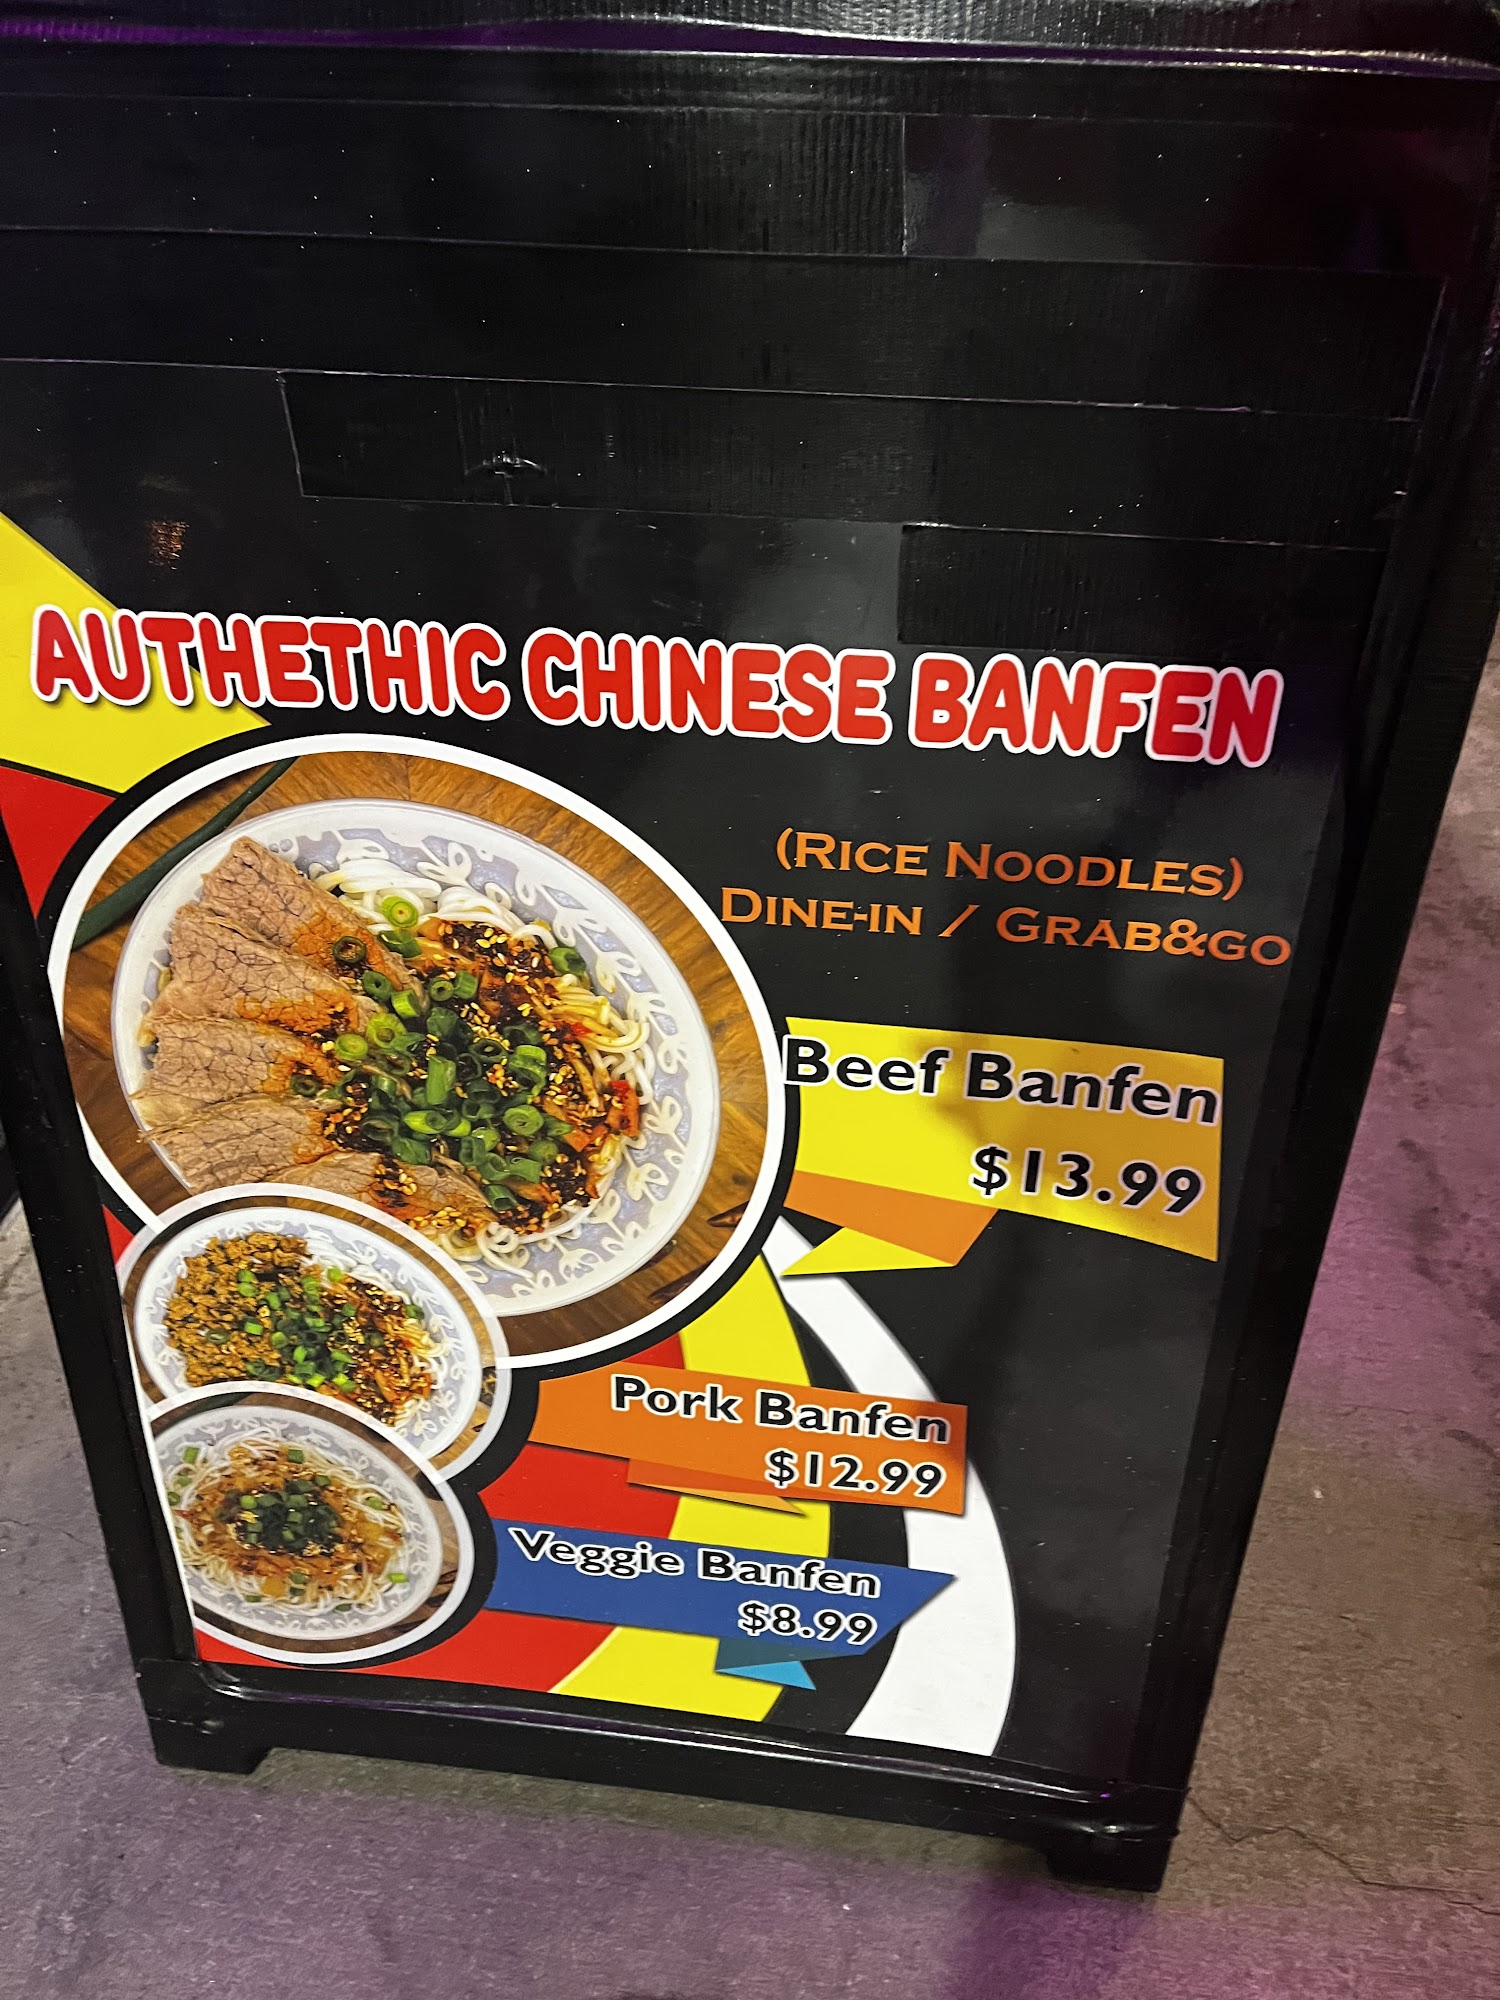 AUTHETHIC CHINESE BANFEN
(RICE NOODLES)
DINE-IN / GRAB&GO
Beef Banfen
$13.99
Pork Banfen
$12.99
Veggie Banfen
$8.99